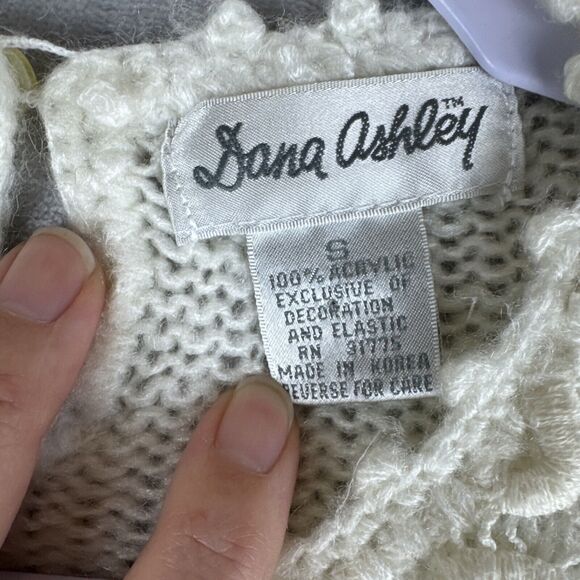 Dana Ashley™
S
100% ACRYLIC
EXCLUSIVE OF
DECORATION
AND ELASTIC
RN 31775
MADE IN KOREA
REVERSE FOR CARE